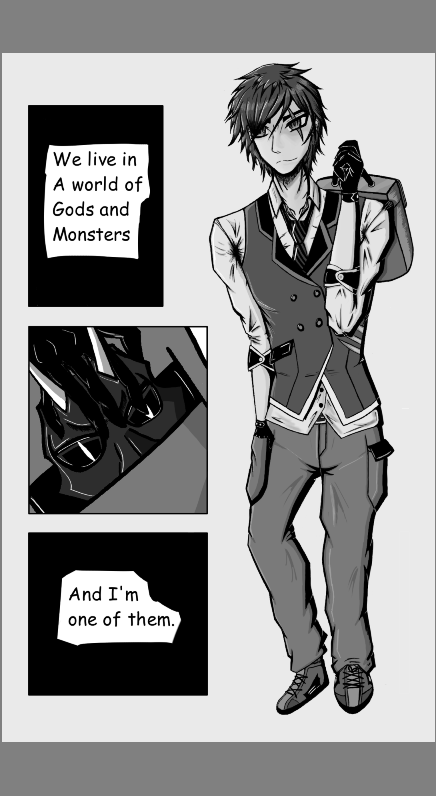 We live in
A world of
Gods and
Monsters
And I'm
one of them.